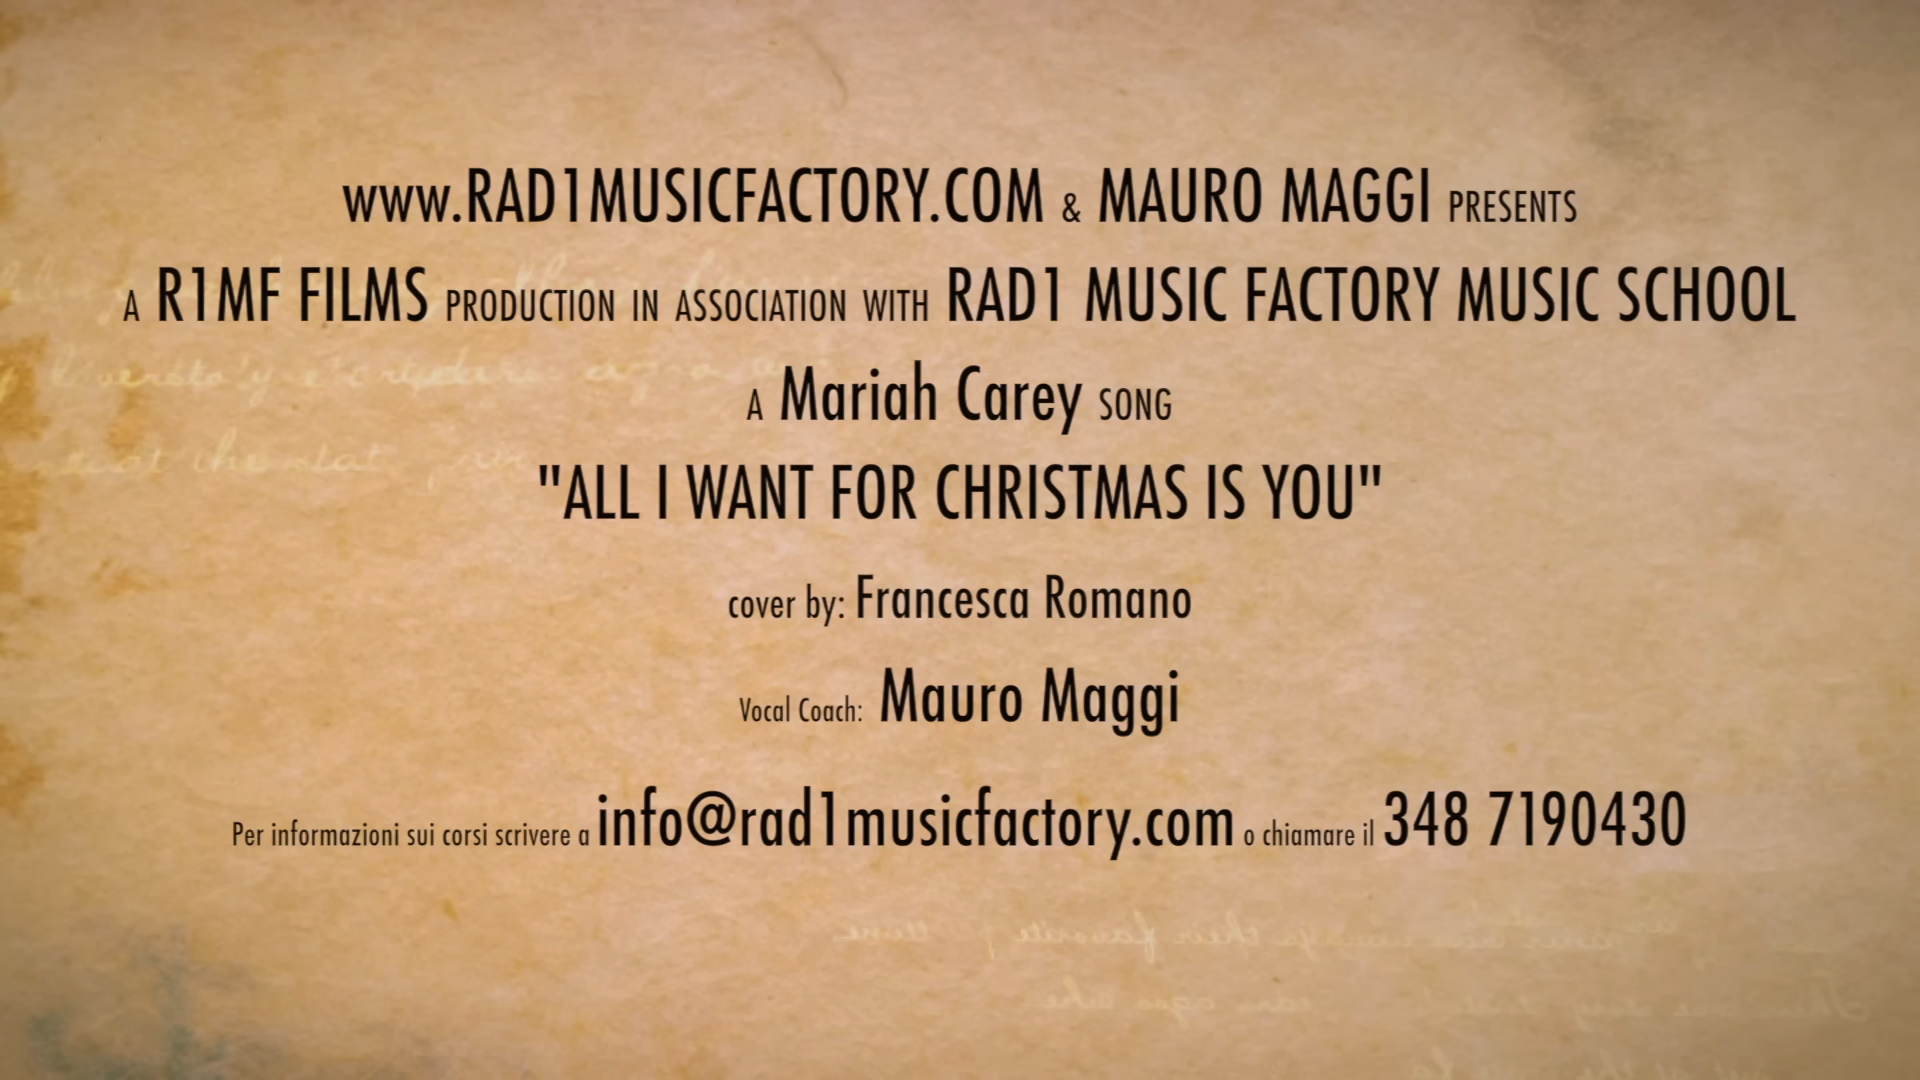 www.RAD1MUSICFACTORY.COM & MAURO MAGGI PRESENTS
A R1MF FILMS PRODUCTION IN ASSOCIATION WITH RAD1 MUSIC FACTORY MUSIC SCHOOL
A Mariah Carey SONG
"ALL I WANT FOR CHRISTMAS IS YOU"
cover by: Francesca Romano
Vocal Coach: Mauro Maggi
Per informazioni sui corsi scrivere a info@rad1musicfactory.com o chiamare il 348 7190430